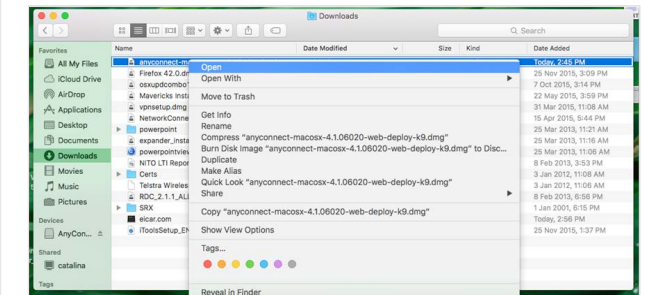 Downloads
Search
Favorites
All My Files
iCloud Drive
AirDrop
Applications
Desktop
Documents
Downloads
Movies
Music
Pictures
Devices
AnyCon...
Shared
catalina
Tags
Name Date Modified Size Kind Date Added
anyconnect-m Today, 2:45 PM
Firefox 42.0.dm 25 Nov 2015, 3:09 PM
osxupdcombo 7 Oct 2015, 3:14 PM
Mavericks Insta 22 May 2015, 3:59 PM
vpnsetup.dmg 31 Mar 2015, 11:08 AM
NetworkConne 15 Apr 2015, 5:44 PM
powerpoint 25 Mar 2013, 11:21 AM
expander_insta 25 Mar 2013, 11:16 AM
powerpointview 25 Mar 2013, 11:06 AM
NITO LTI Repor 8 Feb 2013, 3:53 PM
Certs 3 Jan 2012, 11:08 AM
Telstra Wireles 3 Jan 2012, 11:06 AM
RDC_2.1.1_ALL 8 Feb 2013, 6:56 PM
SRX 1 Jan 2001, 6:15 PM
eicar.com Today, 2:56 PM
iToolsSetup_EN 25 Nov 2015, 1:37 PM
Open
Open With
Move to Trash
Get Info
Rename
Compress "anyconnect-macosx-4.1.06020-web-deploy-k9.dmg"
Burn Disk Image "anyconnect-macosx-4.1.06020-web-deploy-k9.dmg" to Disc...
Duplicate
Make Alias
Quick Look "anyconnect-macosx-4.1.06020-web-deploy-k9.dmg"
Share
Copy "anyconnect-macosx-4.1.06020-web-deploy-k9.dmg"
Show View Options
Tags...
Reveal in Finder